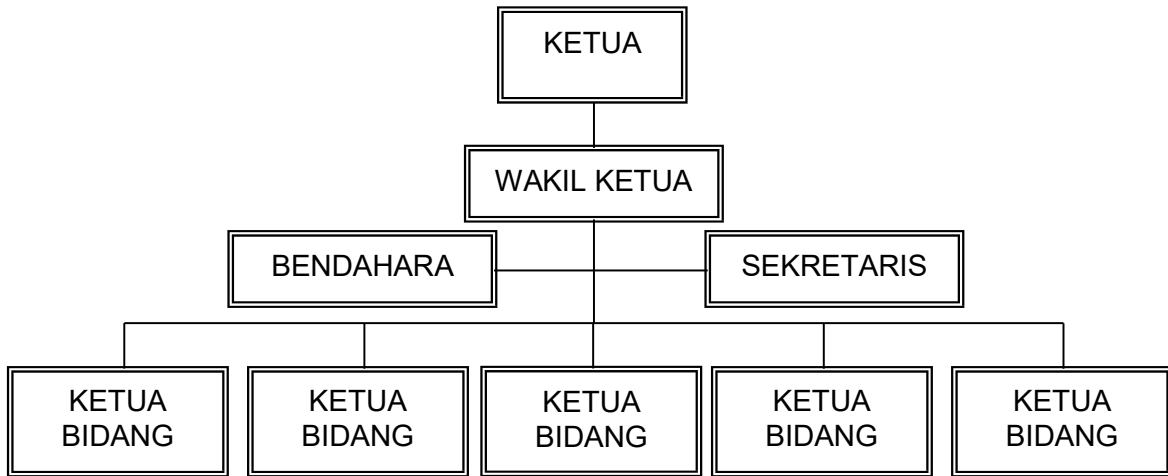 KETUA
WAKIL KETUA
BENDAHARA
SEKRETARIS
KETUA
BIDANG
KETUA
BIDANG
KETUA
BIDANG
KETUA
BIDANG
KETUA
BIDANG